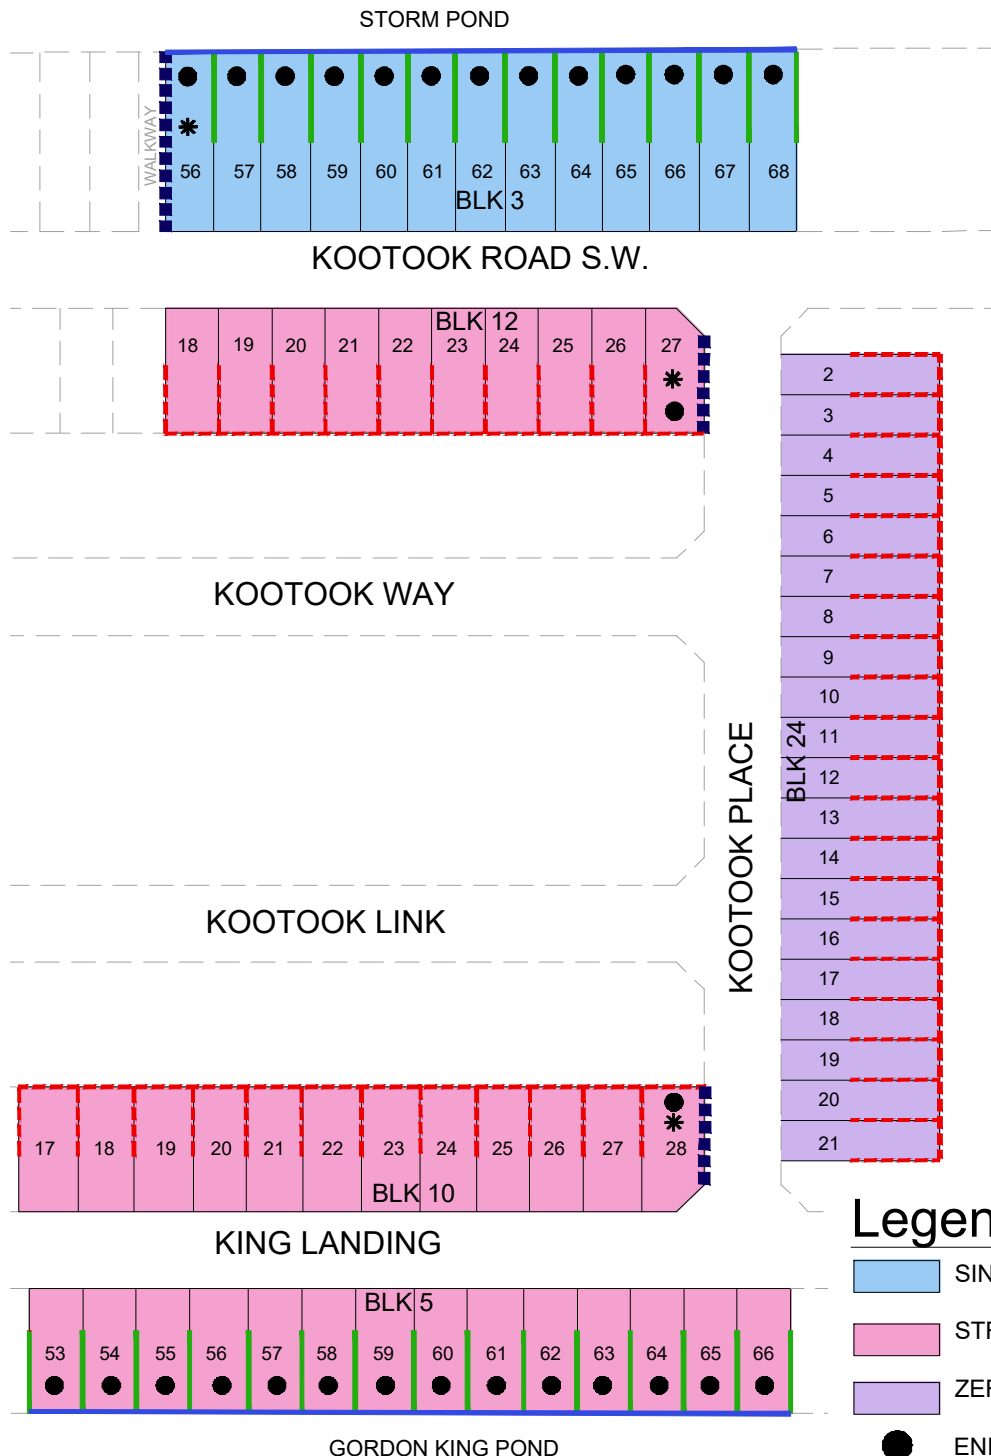 STORM POND
WALKWAY
56 57 58 59 60 61 62 63 64 65 66 67 68
BLK 3
KOOTOOK ROAD S.W.
BLK 12
18 19 20 21 22 23 24 25 26 27
2
3
4
5
6
7
8
9
10
11
12
13
14
15
16
17
18
19
20
21
BLK 24
KOOTOOK WAY
KOOTOOK PLACE
KOOTOOK LINK
17 18 19 20 21 22 23 24 25 26 27 28
BLK 10
KING LANDING
BLK 5
53 54 55 56 57 58 59 60 61 62 63 64 65 66
GORDON KING POND
Legen
SIN
STR
ZER